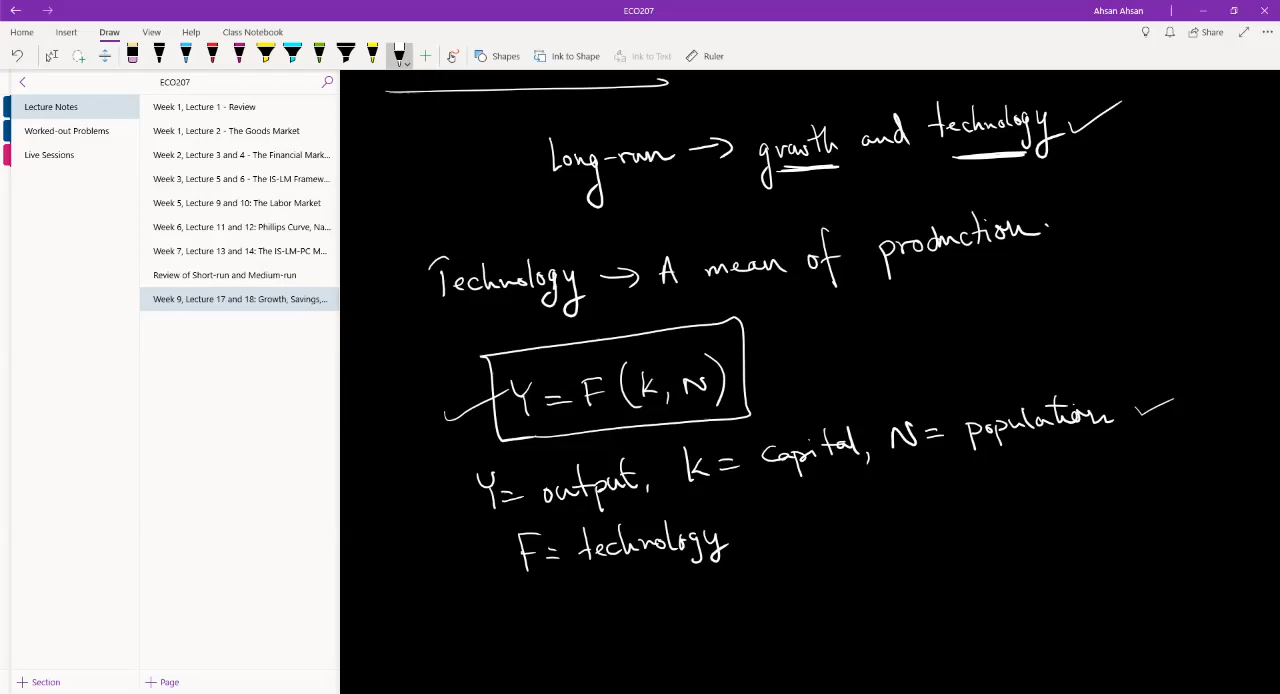 ECO207
Ahsan Ahsan
Home Insert Draw View Help Class Notebook
Share
Shapes Ink to Shape Ink to Text Ruler
ECO207
Lecture Notes
Worked-out Problems
Live Sessions
Week 1, Lecture 1 - Review
Week 1, Lecture 2 - The Goods Market
Week 2, Lecture 3 and 4 - The Financial Mark...
Week 3, Lecture 5 and 6 - The IS-LM Framew...
Week 5, Lecture 9 and 10: The Labor Market
Week 6, Lecture 11 and 12: Phillips Curve, Na...
Week 7, Lecture 13 and 14: The IS-LM-PC M...
Review of Short-run and Medium-run
Week 9, Lecture 17 and 18: Growth, Savings,...
+ Section
+ Page
Long-run → growth and technology ✓
Technology → A mean of production.
Y = F (K, N)
Y = output, K = capital, N = population ✓
F = technology